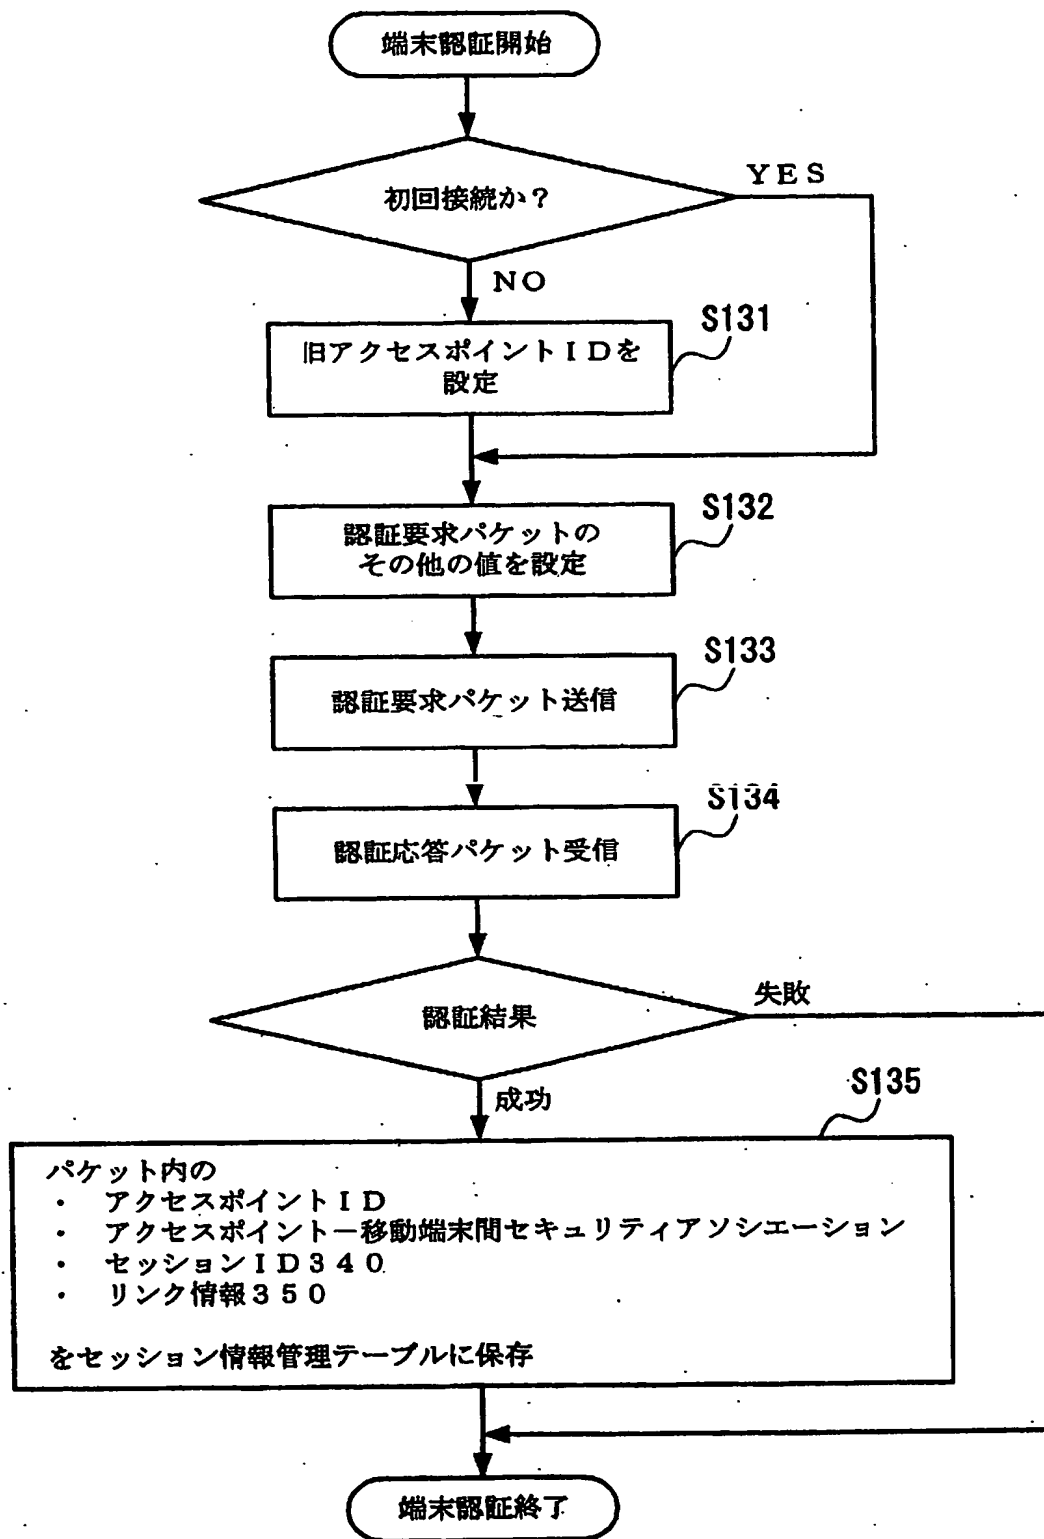 端末認証開始
初回接続か?
YES
NO
S131
旧アクセスポイントIDを
設定
S132
認証要求パケットの
その他の値を設定
S133
認証要求パケット送信
S134
認証応答パケット受信
認証結果
失敗
成功
S135
パケット内の
・ アクセスポイントID
・ アクセスポイント−移動端末間セキュリティアソシエーション
・ セッションID340
・ リンク情報350
をセッション情報管理テーブルに保存
端末認証終了